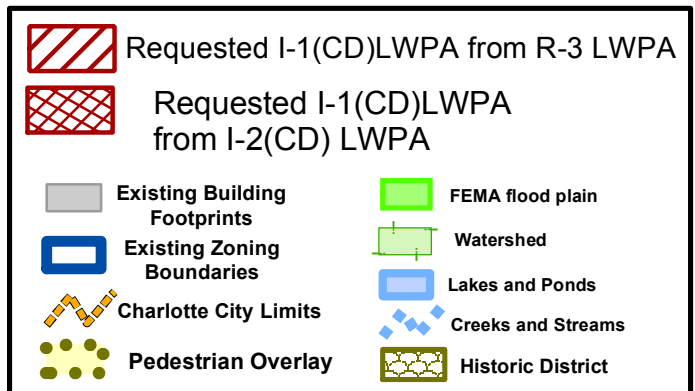 Requested I-1(CD)LWPA from R-3 LWPA
Requested I-1(CD)LWPA
from I-2(CD) LWPA
Existing Building
Footprints
Existing Zoning
Boundaries
Charlotte City Limits
Pedestrian Overlay
FEMA flood plain
Watershed
Lakes and Ponds
Creeks and Streams
Historic District